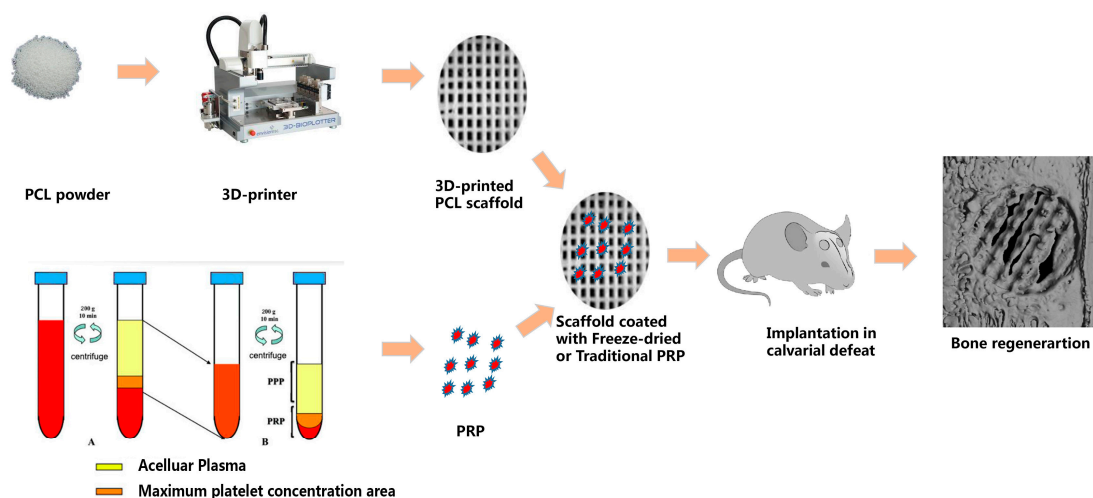 PCL powder
3D-printer
3D-BIOPLOTTER
3D-printed
PCL scaffold
200 g
10 min
centrifuge
200 g
10 min
centrifuge
PPP
PRP
A
B
Acelluar Plasma
Maximum platelet concentration area
PRP
Scaffold coated
with Freeze-dried
or Traditional PRP
Implantation in
calvarial defeat
Bone regenerartion